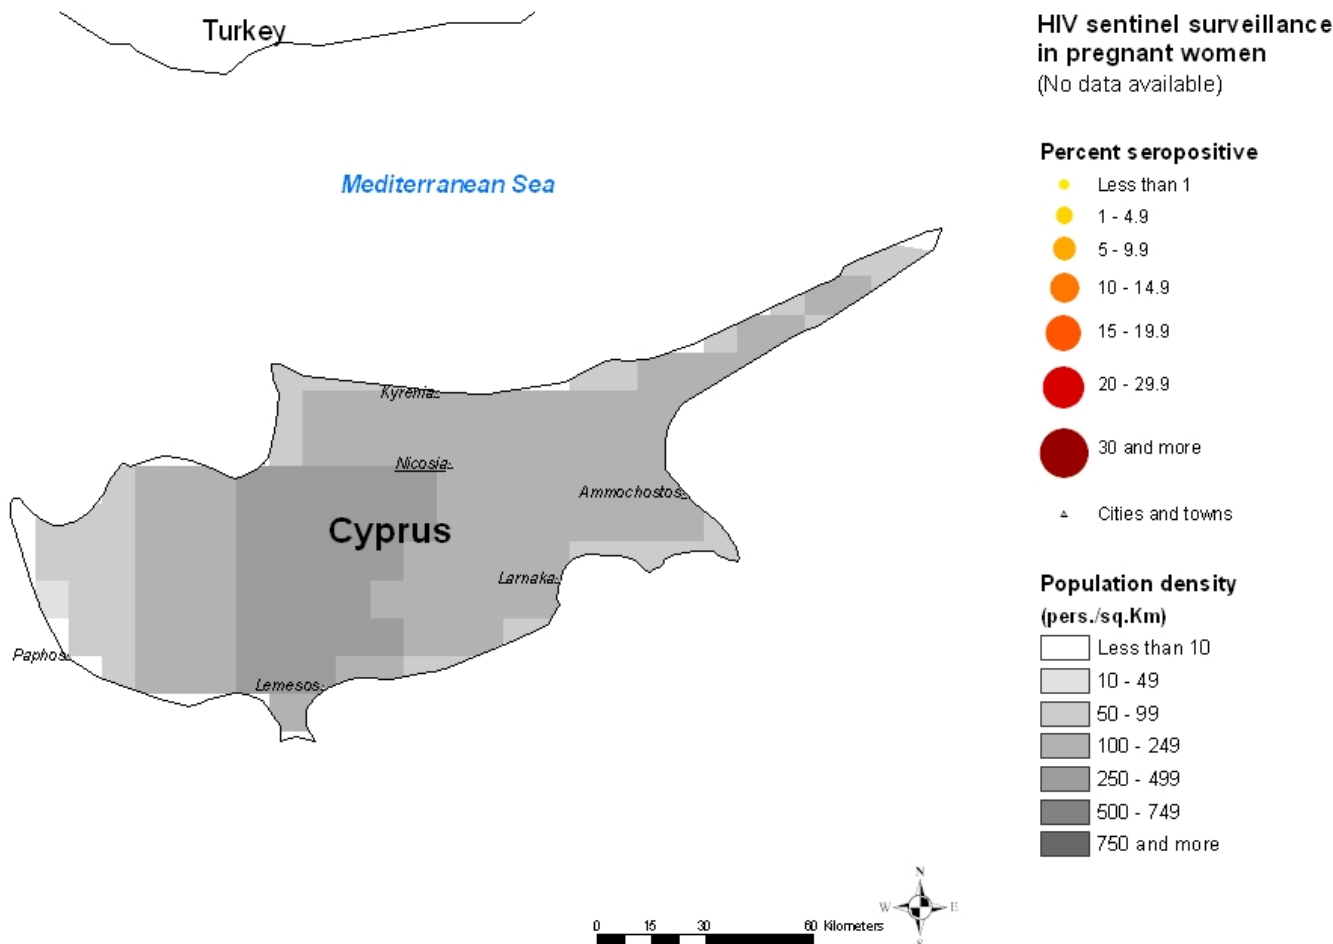 Turkey
HIV sentinel surveillance
in pregnant women
(No data available)
Mediterranean Sea
Percent seropositive
Less than 1
1 - 4.9
5 - 9.9
10 - 14.9
15 - 19.9
20 - 29.9
30 and more
Cities and towns
Kyrenia
Nicosia
Ammochostos
Cyprus
Larnaka
Paphos
Lemesos
Population density
(pers./sq.Km)
Less than 10
10 - 49
50 - 99
100 - 249
250 - 499
500 - 749
750 and more
N
W E
S
0 15 30 60 Kilometers